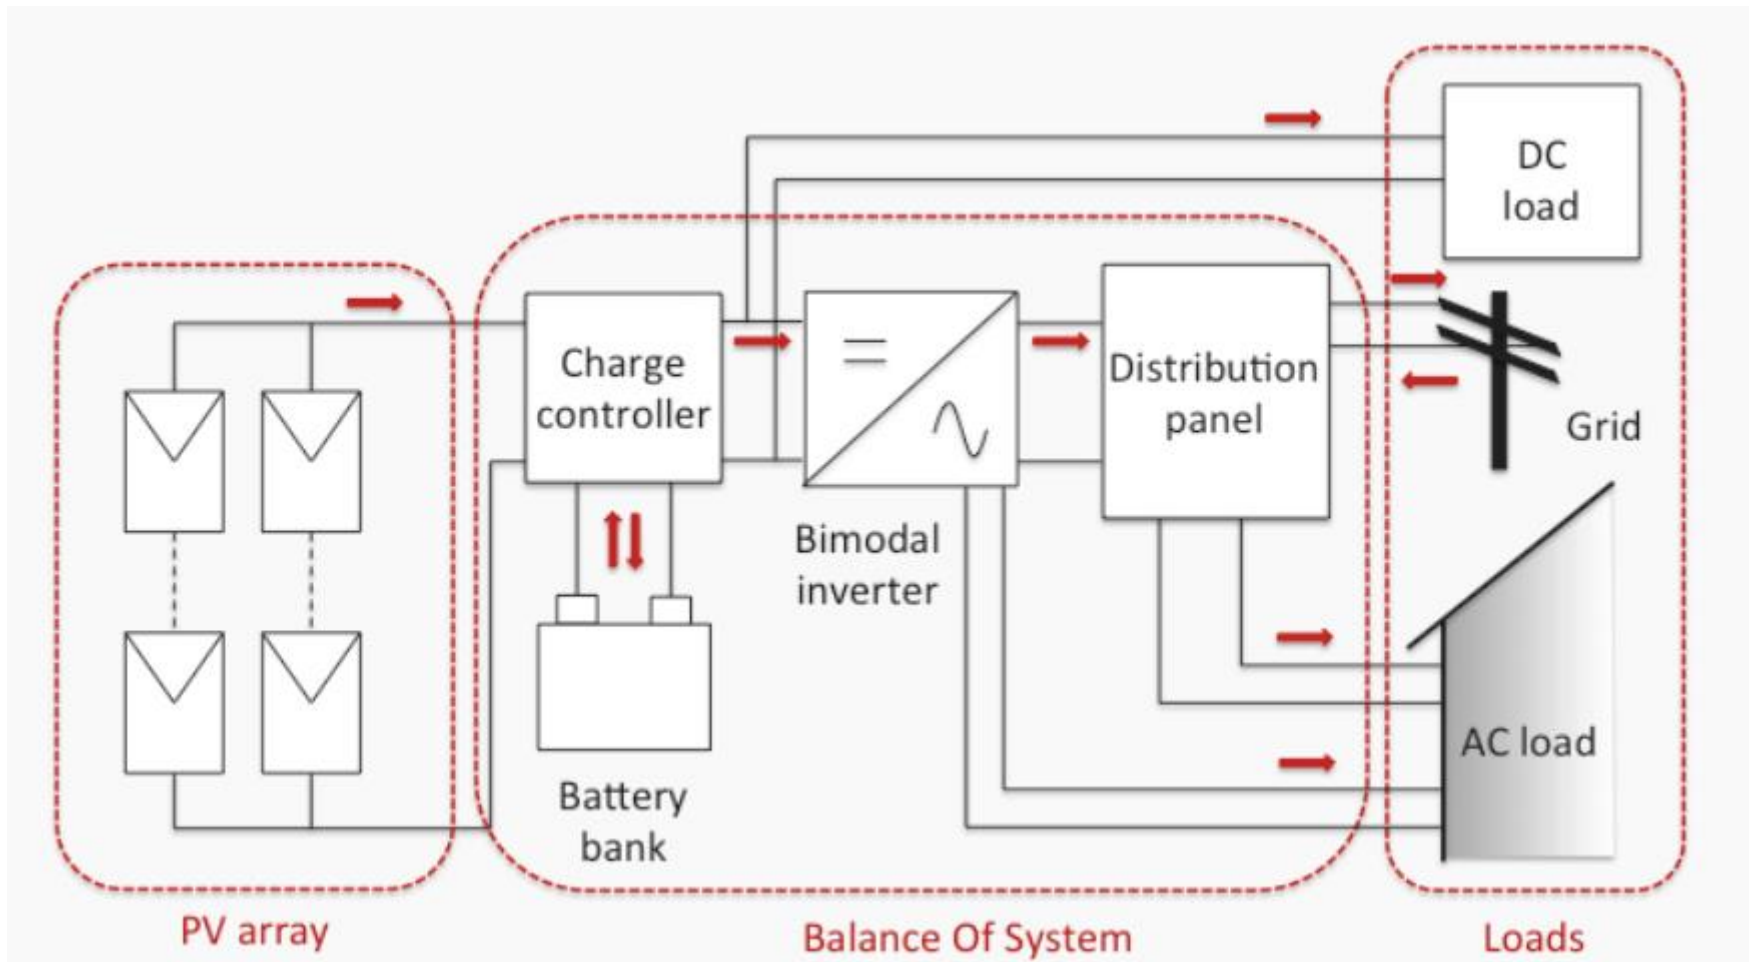 DC
load
Charge
controller
Distribution
panel
Grid
Bimodal
inverter
AC load
Battery
bank
PV array
Balance Of System
Loads